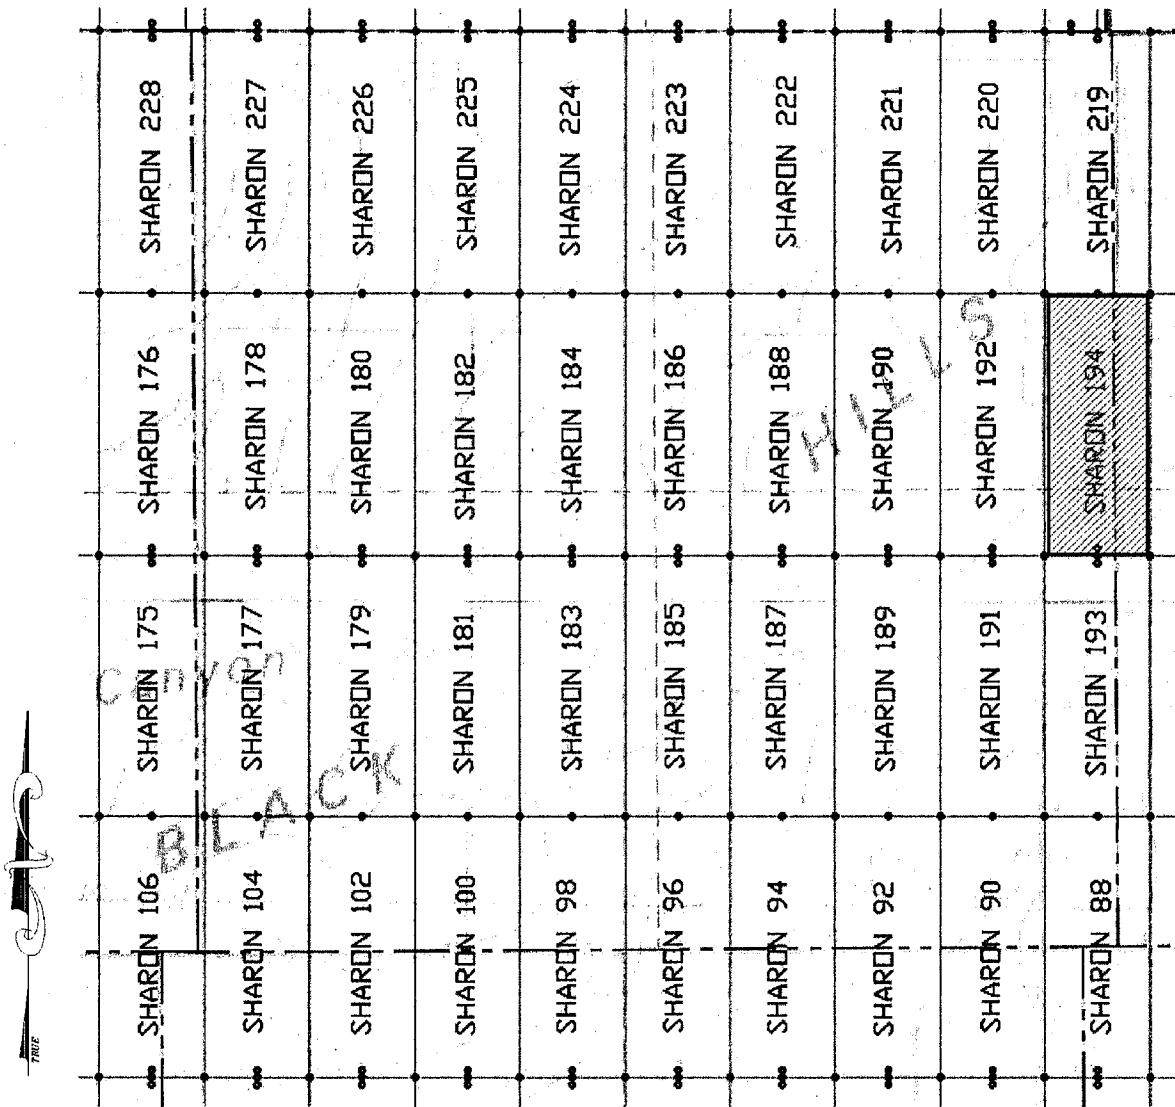 SHARON 228
SHARON 227
SHARON 226
SHARON 225
SHARON 224
SHARON 223
SHARON 222
SHARON 221
SHARON 220
SHARON 219
SHARON 176
SHARON 178
SHARON 180
SHARON 182
SHARON 184
SHARON 186
SHARON 188
SHARON 190
SHARON 192
SHARON 194
HILLS
SHARON 175
SHARON 177
SHARON 179
SHARON 181
SHARON 183
SHARON 185
SHARON 187
SHARON 189
SHARON 191
SHARON 193
Canyon
BLACK
SHARON 106
SHARON 104
SHARON 102
SHARON 100
SHARON 98
SHARON 96
SHARON 94
SHARON 92
SHARON 90
SHARON 88
TRUE